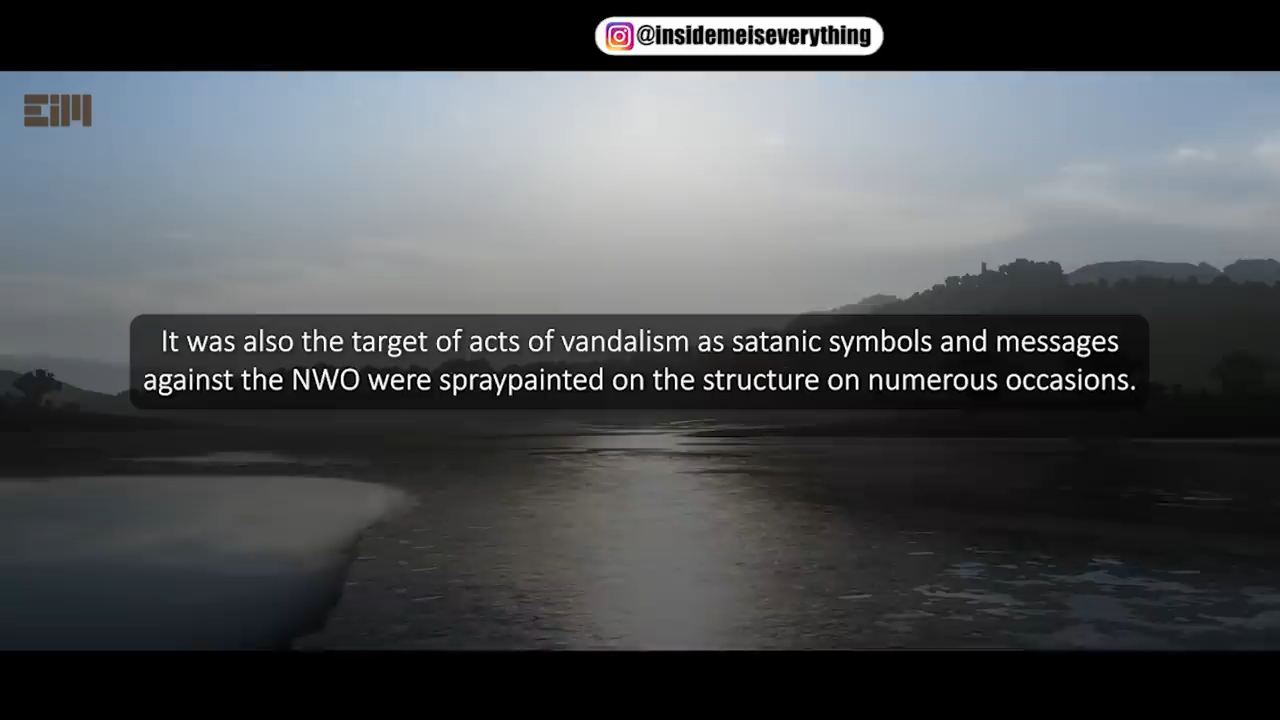 @insidemeiseverything
EiM
It was also the target of acts of vandalism as satanic symbols and messages
against the NWO were spraypainted on the structure on numerous occasions.